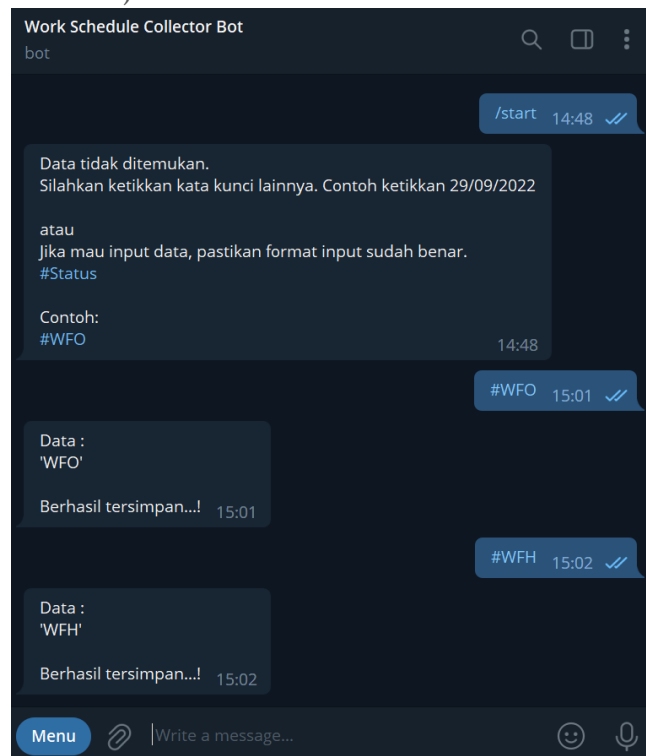 Work Schedule Collector Bot
bot
/start 14:48
Data tidak ditemukan.
Silahkan ketikkan kata kunci lainnya. Contoh ketikkan 29/09/2022
atau
Jika mau input data, pastikan format input sudah benar.
#Status
Contoh:
#WFO
14:48
#WFO 15:01
Data :
'WFO'
Berhasil tersimpan...! 15:01
#WFH 15:02
Data :
'WFH'
Berhasil tersimpan...! 15:02
Menu Write a message...